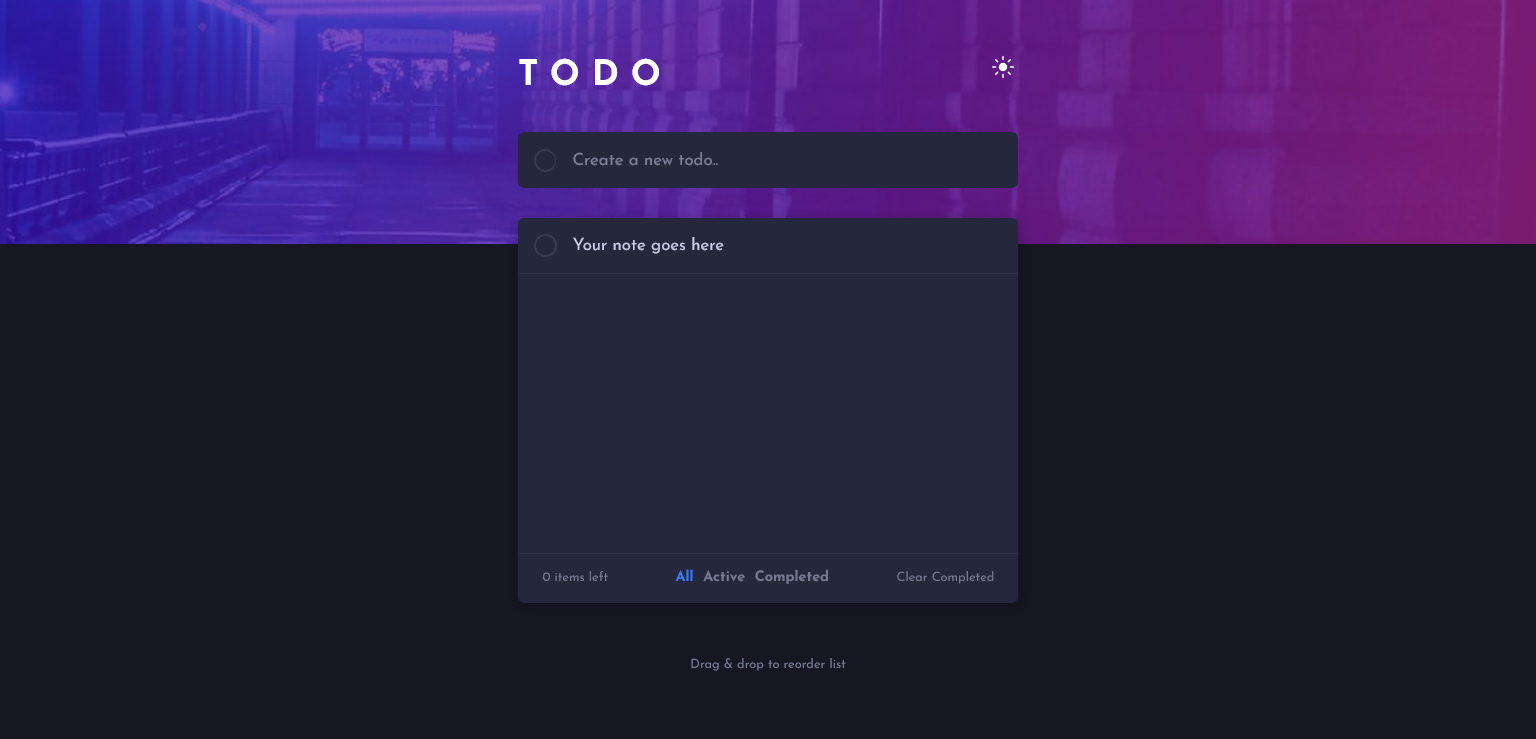 TODO
Create a new todo..
Your note goes here
0 items left All Active Completed Clear Completed
Drag & drop to reorder list